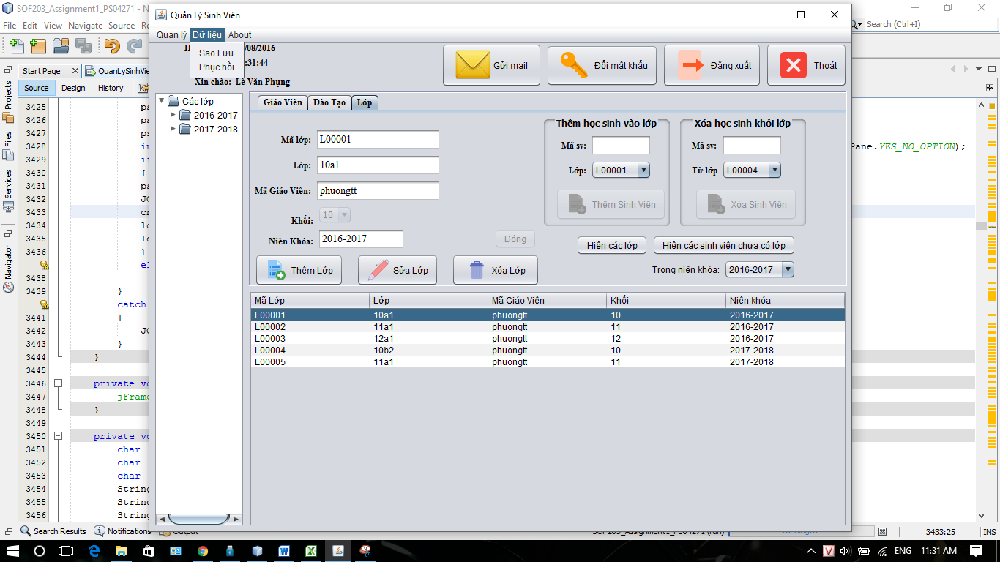 SOF203_Assignment1_PS04271 - N
File Edit View Navigate Source
Search (Ctrl+I)
Start Page QuanLySinhVie
Source Design History
Projects
Files
Services
Navigator
3425 ps
3426 ps
3427 ps
3428 in
Pane.YES_NO_OPTION);
3429
3430 {
3431 ps
3432 JO
3433
3434 lo
3435 lo
3436 }
el
3438
3439 }
catch
3441 {
3442 JO
3443 }
3444 }
3445
3446 private vo
3447 jFrame
3448 }
3449
3450 private vo
3451 char
3452 char
3453 char
3454 String
3455 String
3456 String
Quản Lý Sinh Viên
Quản lý Dữ liệu About
Sao Lưu
Phục hồi
/08/2016
:31:44
Xin chào: Lê Văn Phụng
Gửi mail
Đổi mật khẩu
Đăng xuất
Thoát
Các lớp
2016-2017
2017-2018
Giáo Viên Đào Tạo Lớp
Mã lớp: L00001
Lớp: 10a1
Mã Giáo Viên: phuongtt
Khối: 10
Niên Khóa: 2016-2017
Đóng
Thêm Lớp Sửa Lớp Xóa Lớp
Thêm học sinh vào lớp
Mã sv:
Lớp: L00001
Thêm Sinh Viên
Xóa học sinh khỏi lớp
Mã sv:
Từ lớp L00004
Xóa Sinh Viên
Hiện các lớp Hiện các sinh viên chưa có lớp
Trong niên khóa: 2016-2017
Mã Lớp Lớp Mã Giáo Viên Khối Niên khóa
L00001 10a1 phuongtt 10 2016-2017
L00002 11a1 phuongtt 11 2016-2017
L00003 12a1 phuongtt 12 2016-2017
L00004 10b2 phuongtt 10 2017-2018
L00005 11a1 phuongtt 11 2017-2018
Search Results Notifications Output
SOF203_Assignment1_PS04271 (run) running...
3433:25 INS
ENG 11:31 AM